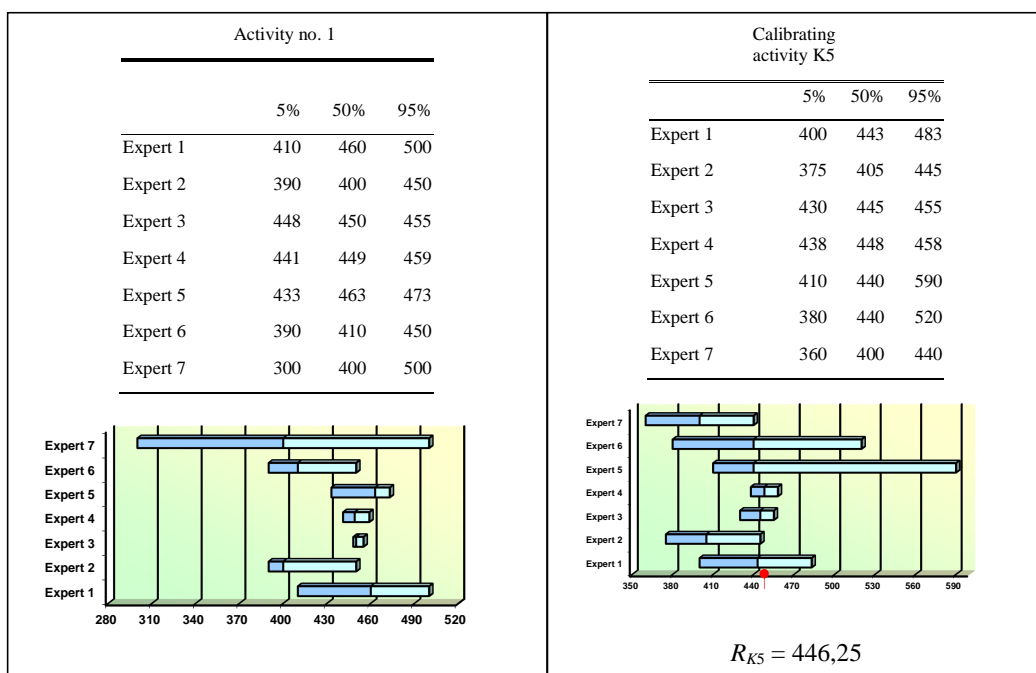 Activity no. 1
5% 50% 95%
Expert 1 410 460 500
Expert 2 390 400 450
Expert 3 448 450 455
Expert 4 441 449 459
Expert 5 433 463 473
Expert 6 390 410 450
Expert 7 300 400 500
Expert 7
Expert 6
Expert 5
Expert 4
Expert 3
Expert 2
Expert 1
280 310 340 370 400 430 460 490 520
Calibrating
activity K5
5% 50% 95%
Expert 1 400 443 483
Expert 2 375 405 445
Expert 3 430 445 455
Expert 4 438 448 458
Expert 5 410 440 590
Expert 6 380 440 520
Expert 7 360 400 440
Expert 7
Expert 6
Expert 5
Expert 4
Expert 3
Expert 2
Expert 1
350 380 410 440 470 500 530 560 590
R_{K5} = 446,25